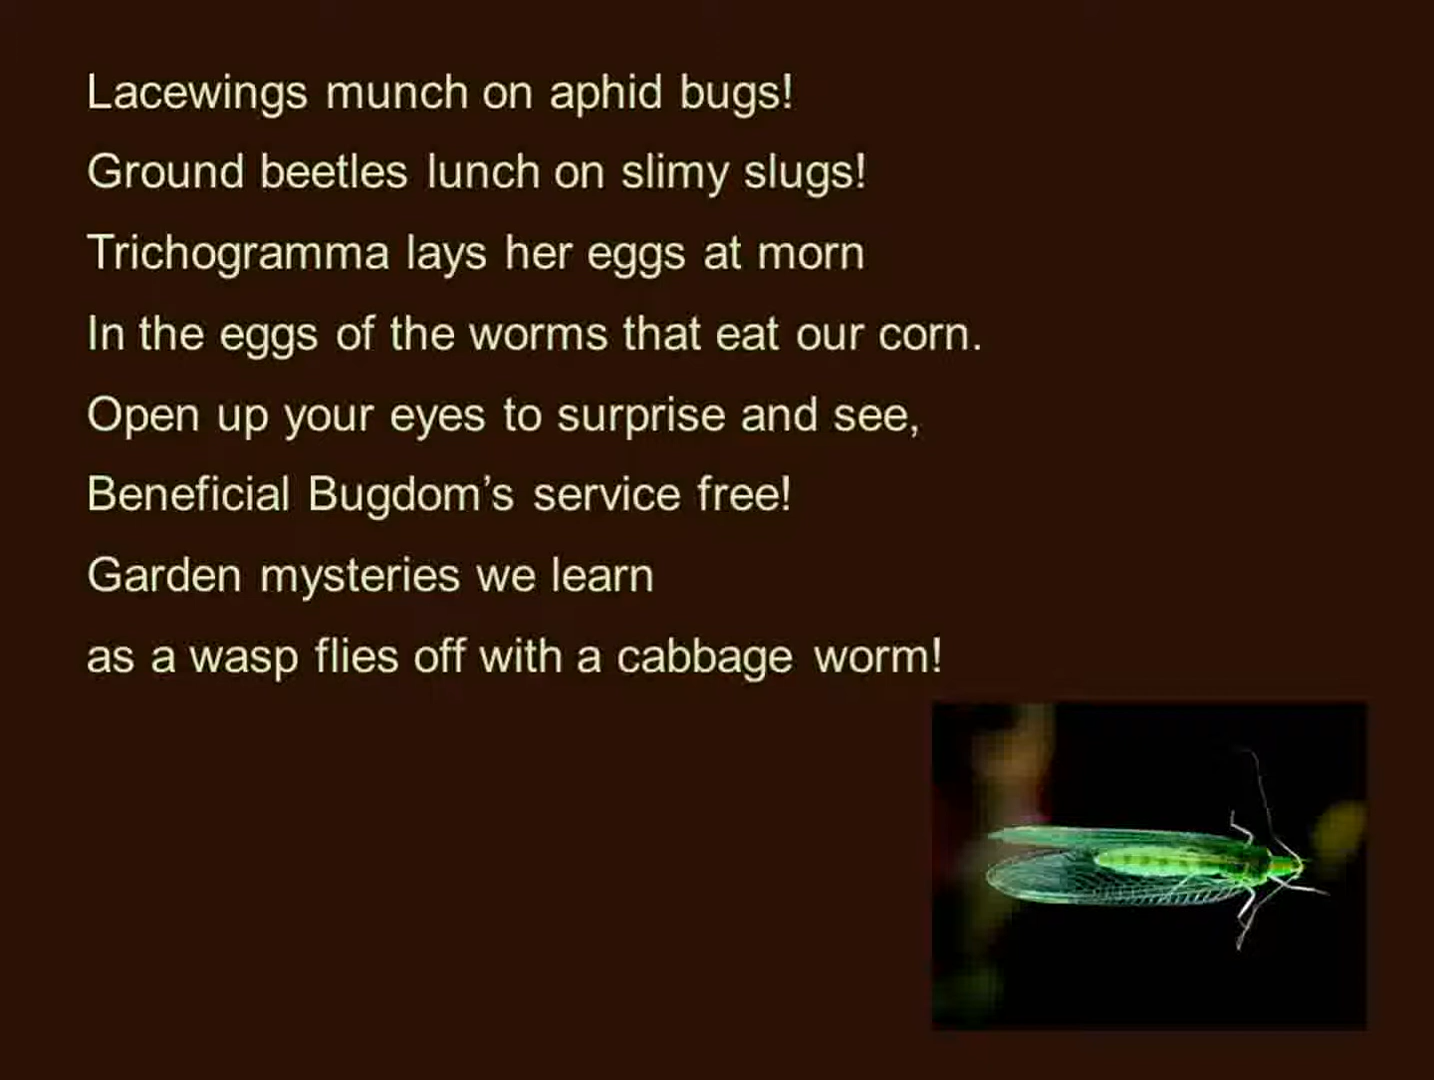 Lacewings munch on aphid bugs!
Ground beetles lunch on slimy slugs!
Trichogramma lays her eggs at morn
In the eggs of the worms that eat our corn.
Open up your eyes to surprise and see,
Beneficial Bugdom’s service free!
Garden mysteries we learn
as a wasp flies off with a cabbage worm!